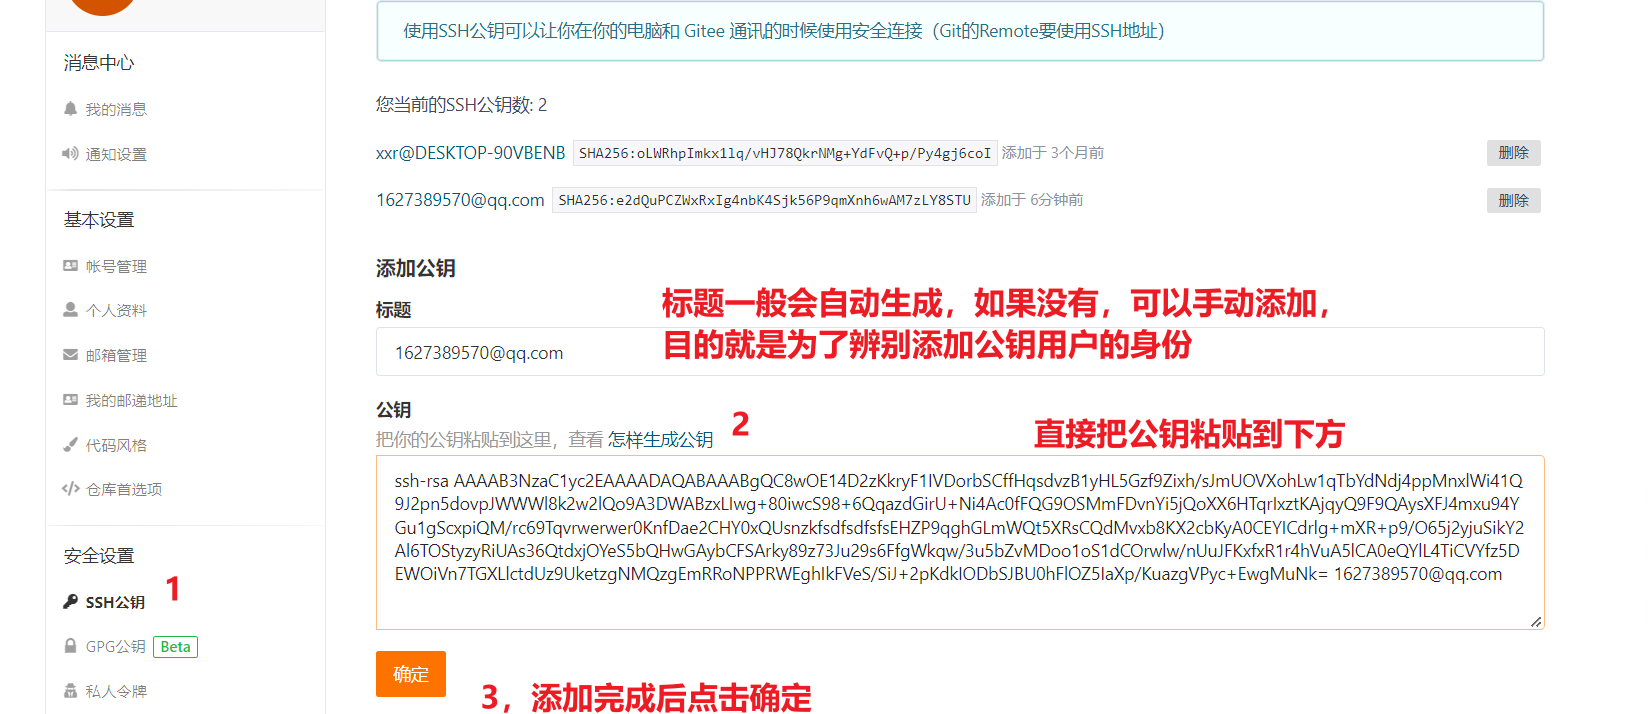 消息中心
我的消息
通知设置
基本设置
帐号管理
个人资料
邮箱管理
我的邮递地址
代码风格
仓库首选项
安全设置
1
SSH公钥
GPG公钥 Beta
私人令牌
使用SSH公钥可以让你在你的电脑和 Gitee 通讯的时候使用安全连接（Git的Remote要使用SSH地址）
您当前的SSH公钥数: 2
xxr@DESKTOP-90VBENB SHA256:oLWRhpImkx1lq/vHJ78QkrNMg+YdFvQ+p/Py4gj6coI 添加于 3个月前 删除
1627389570@qq.com SHA256:e2dQuPCZWxRxIg4nbK4Sjk56P9qmXnh6wAM7zLY8STU 添加于 6分钟前 删除
添加公钥
标题
标题一般会自动生成，如果没有，可以手动添加，
目的就是为了辨别添加公钥用户的身份
1627389570@qq.com
公钥
把你的公钥粘贴到这里，查看 怎样生成公钥
2
直接把公钥粘贴到下方
ssh-rsa AAAAB3NzaC1yc2EAAAADAQABAAABgQC8wOE14D2zKkryF1IVDorbSCffHqsdvzB1yHL5Gzf9Zixh/sJmUOVXohLw1qTbYdNdj4ppMnxlWi41Q
9J2pn5dovpJWWWl8k2w2lQo9A3DWABzxLIwg+80iwcS98+6QqazdGirU+Ni4Ac0fFQG9OSMmFDvnYi5jQoXX6HTqrIxztKAjqyQ9F9QAysXFJ4mxu94Y
Gu1gScxpiQM/rc69Tqvrwerwer0KnfDae2CHY0xQUsnzkfsdfsdfsfsEHZP9qghGLmWQt5XRsCQdMvxb8KX2cbKyA0CEYICdrlg+mXR+p9/O65j2yjuSikY2
Al6TOStyzyRiUAs36QtdxjOYeS5bQHwGAybCFSArky89z73Ju29s6FfgWkqw/3u5bZvMDoo1oS1dCOrwlw/nUuJFKxfxR1r4hVuA5lCA0eQYlL4TiCVYfz5D
EWOiVn7TGXLlctdUz9UketzgNMQzgEmRRoNPPRWEghIkFVeS/SiJ+2pKdkIODbSJBU0hFlOZ5IaXp/KuazgVPyc+EwgMuNk= 1627389570@qq.com
确定
3，添加完成后点击确定